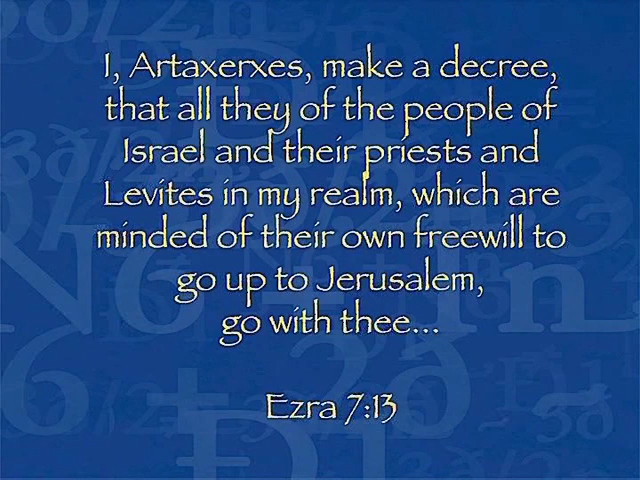 I, Artaxerxes, make a decree,
that all they of the people of
Israel and their priests and
Levites in my realm, which are
minded of their own freewill to
go up to Jerusalem,
go with thee...
Ezra 7:13